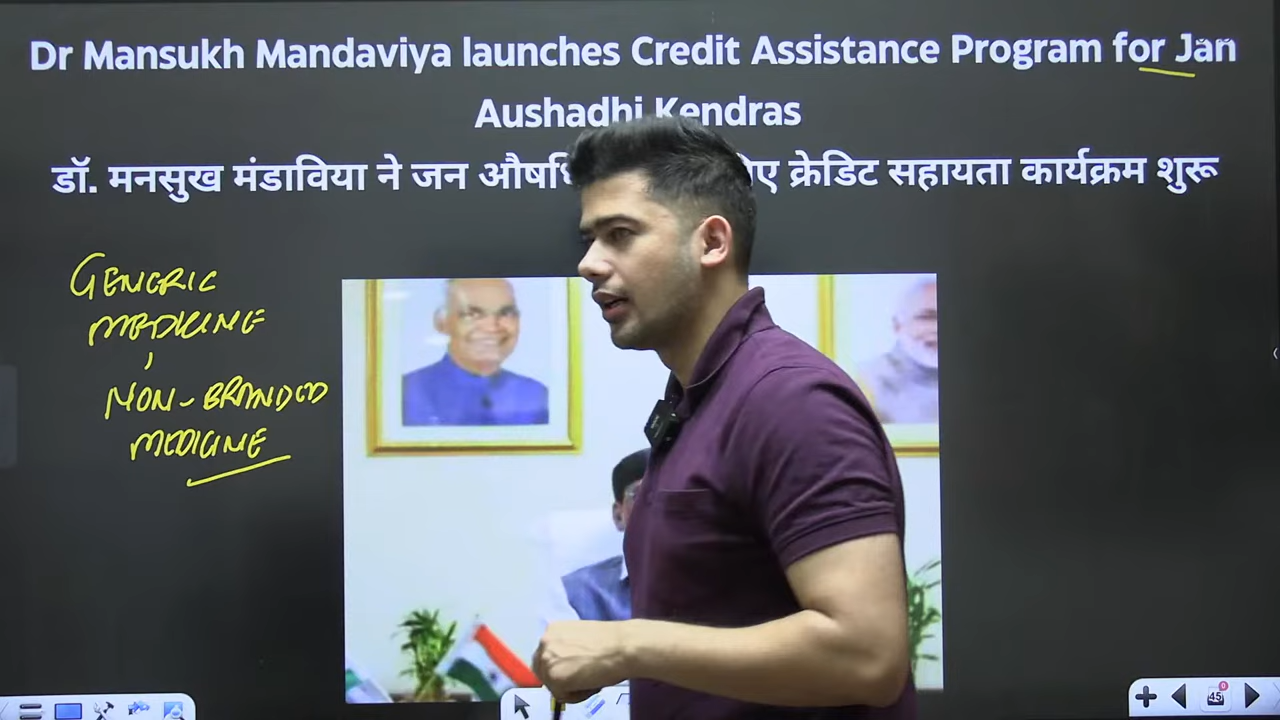 Dr Mansukh Mandaviya launches Credit Assistance Program for Jan
Aushadhi Kendras
डॉ. मनसुख मंडाविया ने जन क्रेडिट सहायता कार्यक्रम शुरू
GENERIC
MEDICINE
NON-BRANDED
MEDICINE
45